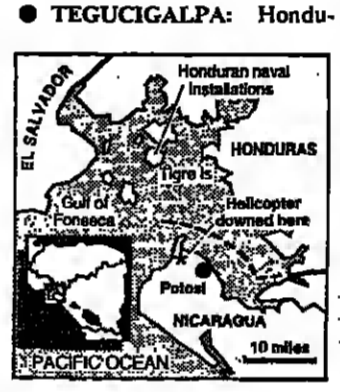 ● TEGUCIGALPA: Hondu-
EL SALVADOR
Honduran naval
Installations
HONDURAS
Tigre Is.
Gulf of
Fonseca
Helicopter
downed here
Potosi
NICARAGUA
10 miles
PACIFIC OCEAN